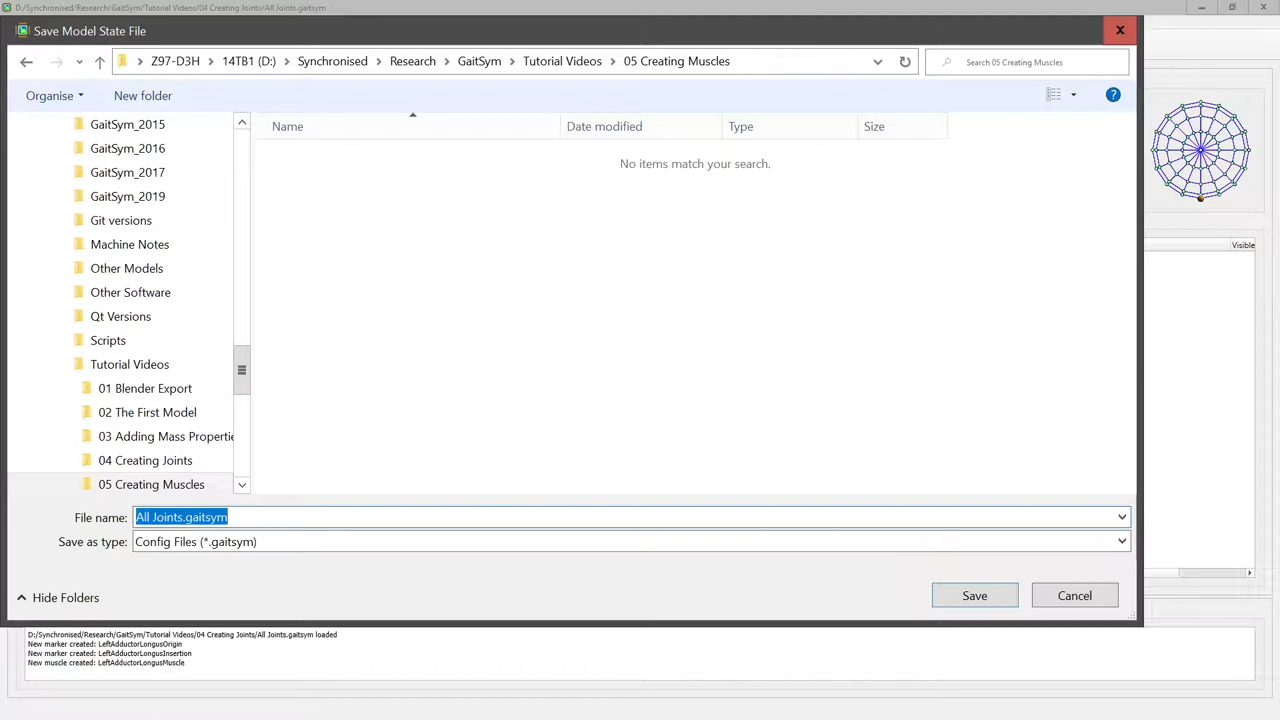 D:/Synchronised/Research/GaitSym/Tutorial Videos/04 Creating Joints/All Joints.gaitsym
Save Model State File
Z97-D3H > 14TB1 (D:) > Synchronised > Research > GaitSym > Tutorial Videos > 05 Creating Muscles
Search 05 Creating Muscles
Organise
New folder
GaitSym_2015
GaitSym_2016
GaitSym_2017
GaitSym_2019
Git versions
Machine Notes
Other Models
Other Software
Qt Versions
Scripts
Tutorial Videos
01 Blender Export
02 The First Model
03 Adding Mass Propertie
04 Creating Joints
05 Creating Muscles
Name
Date modified
Type
Size
No items match your search.
Visible
File name: All Joints.gaitsym
Save as type: Config Files (*.gaitsym)
Hide Folders
Save
Cancel
D:/Synchronised/Research/GaitSym/Tutorial Videos/04 Creating Joints/All Joints.gaitsym loaded
New marker created: LeftAdductorLongusOrigin
New marker created: LeftAdductorLongusInsertion
New muscle created: LeftAdductorLongusMuscle